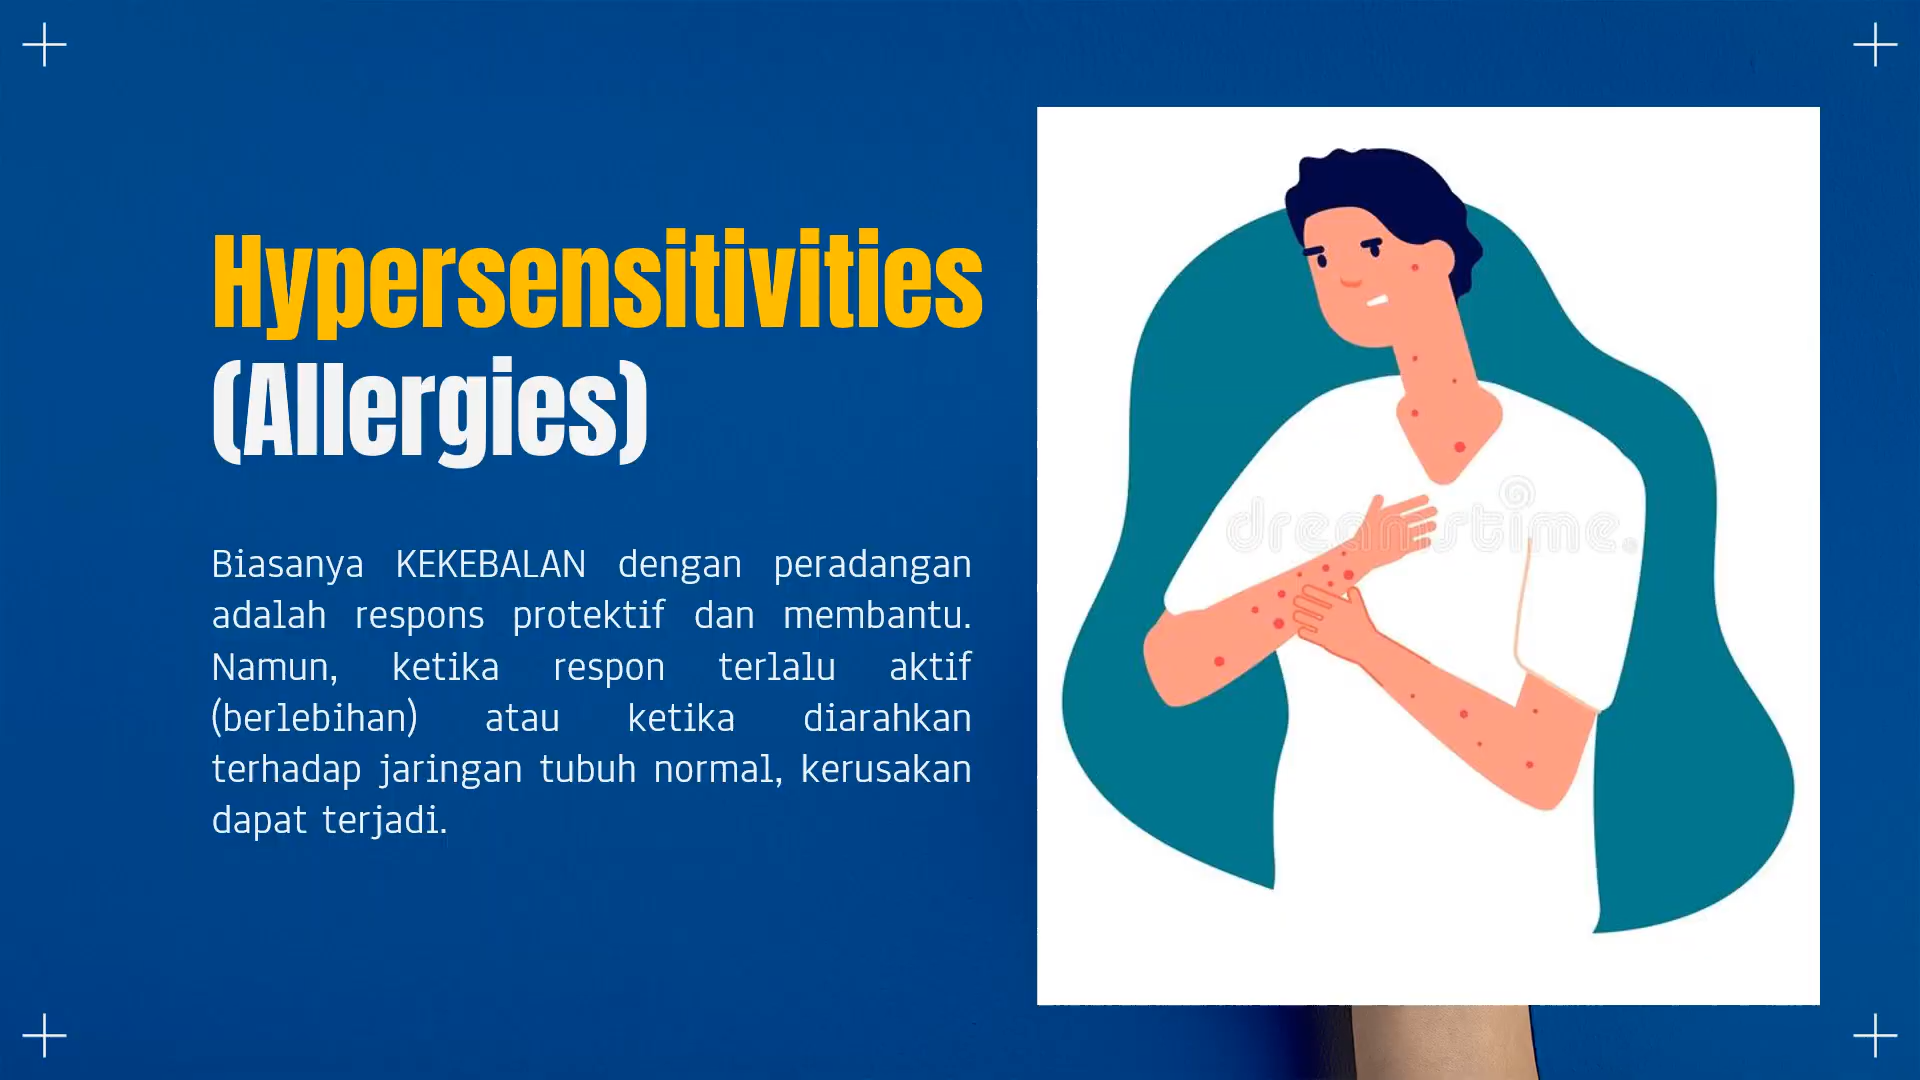 Hypersensitivities
(Allergies)
Biasanya KEKEBALAN dengan peradangan
adalah respons protektif dan membantu.
Namun, ketika respon terlalu aktif
(berlebihan) atau ketika diarahkan
terhadap jaringan tubuh normal, kerusakan
dapat terjadi.
dreamstime.